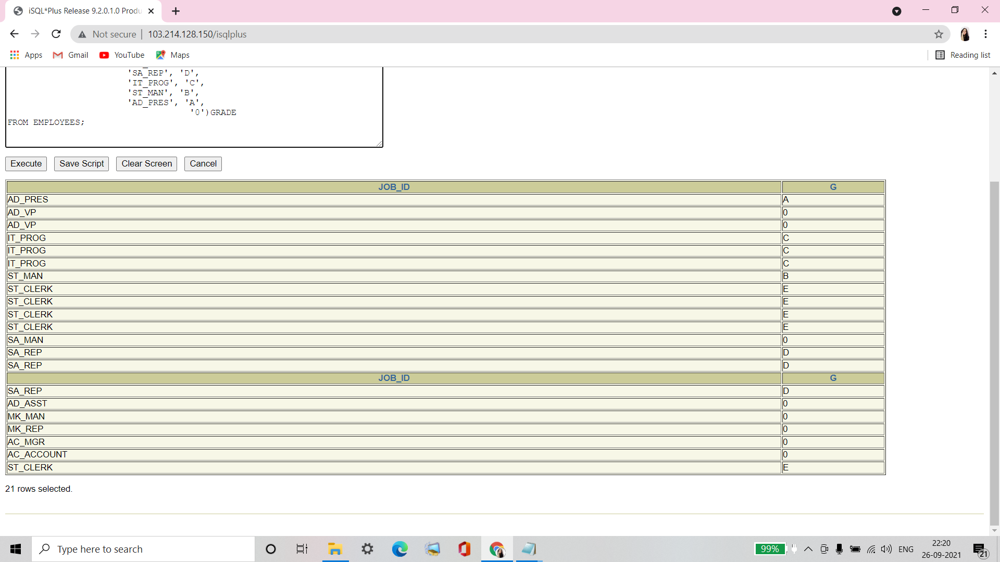 iSQL*Plus Release 9.2.0.1.0 Produ
Not secure | 103.214.128.150/isqlplus
Apps Gmail YouTube Maps Reading list
'SA_REP', 'D',
'IT_PROG', 'C',
'ST_MAN', 'B',
'AD_PRES', 'A',
'0')GRADE
FROM EMPLOYEES;
Execute Save Script Clear Screen Cancel
JOB_ID G
AD_PRES A
AD_VP 0
AD_VP 0
IT_PROG C
IT_PROG C
IT_PROG C
ST_MAN B
ST_CLERK E
ST_CLERK E
ST_CLERK E
ST_CLERK E
SA_MAN 0
SA_REP D
SA_REP D
JOB_ID G
SA_REP D
AD_ASST 0
MK_MAN 0
MK_REP 0
AC_MGR 0
AC_ACCOUNT 0
ST_CLERK E
21 rows selected.
Type here to search 99% ENG 22:20
26-09-2021 21